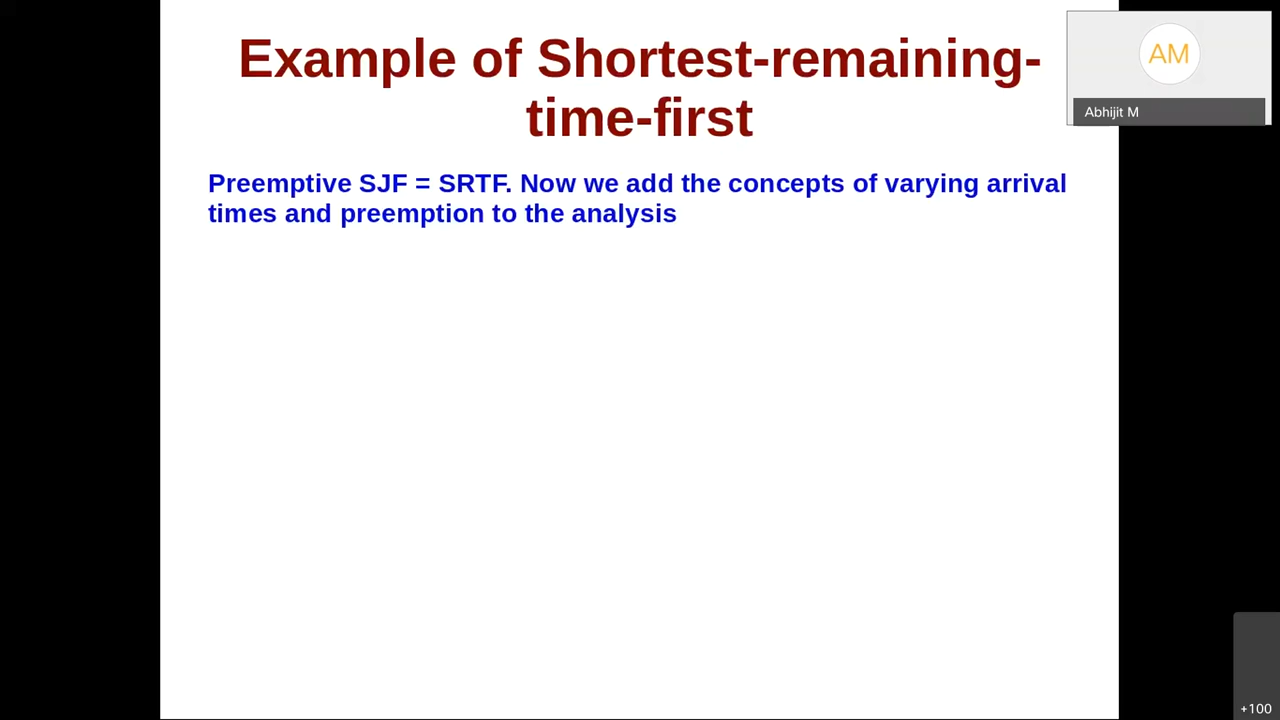 Example of Shortest-remaining-
time-first
Preemptive SJF = SRTF. Now we add the concepts of varying arrival
times and preemption to the analysis
AM
Abhijit M
+100